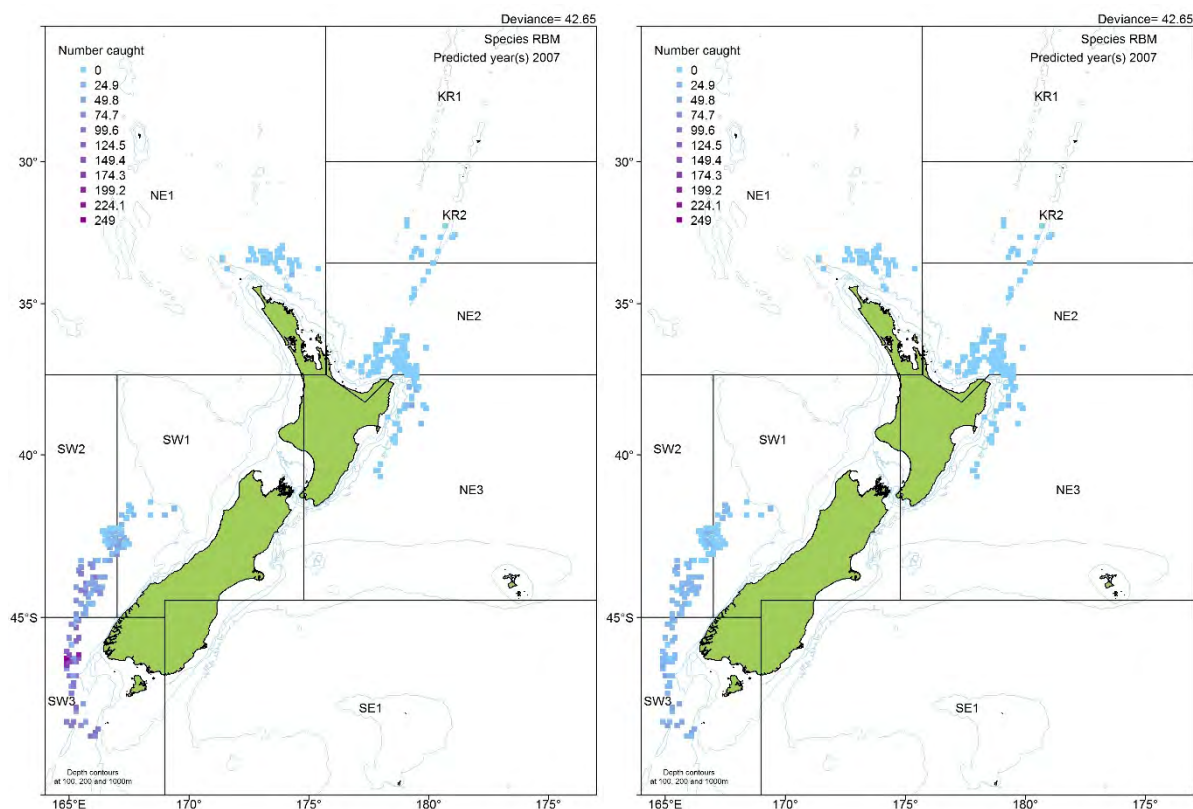 Deviance= 42.65
Species RBM
Predicted year(s) 2007
Number caught
0
24.9
49.8
74.7
99.6
124.5
149.4
174.3
199.2
224.1
249
KR1
KR2
NE1
NE2
NE3
SW1
SW2
SW3
SE1
30°
35°
40°
45°S
Depth contours
at 100, 200 and 1000m
165°E
170°
175°
180°
175°
Deviance= 42.65
Species RBM
Predicted year(s) 2007
Number caught
0
24.9
49.8
74.7
99.6
124.5
149.4
174.3
199.2
224.1
249
KR1
KR2
NE1
NE2
NE3
SW1
SW2
SW3
SE1
30°
35°
40°
45°S
Depth contours
at 100, 200 and 1000m
165°E
170°
175°
180°
175°